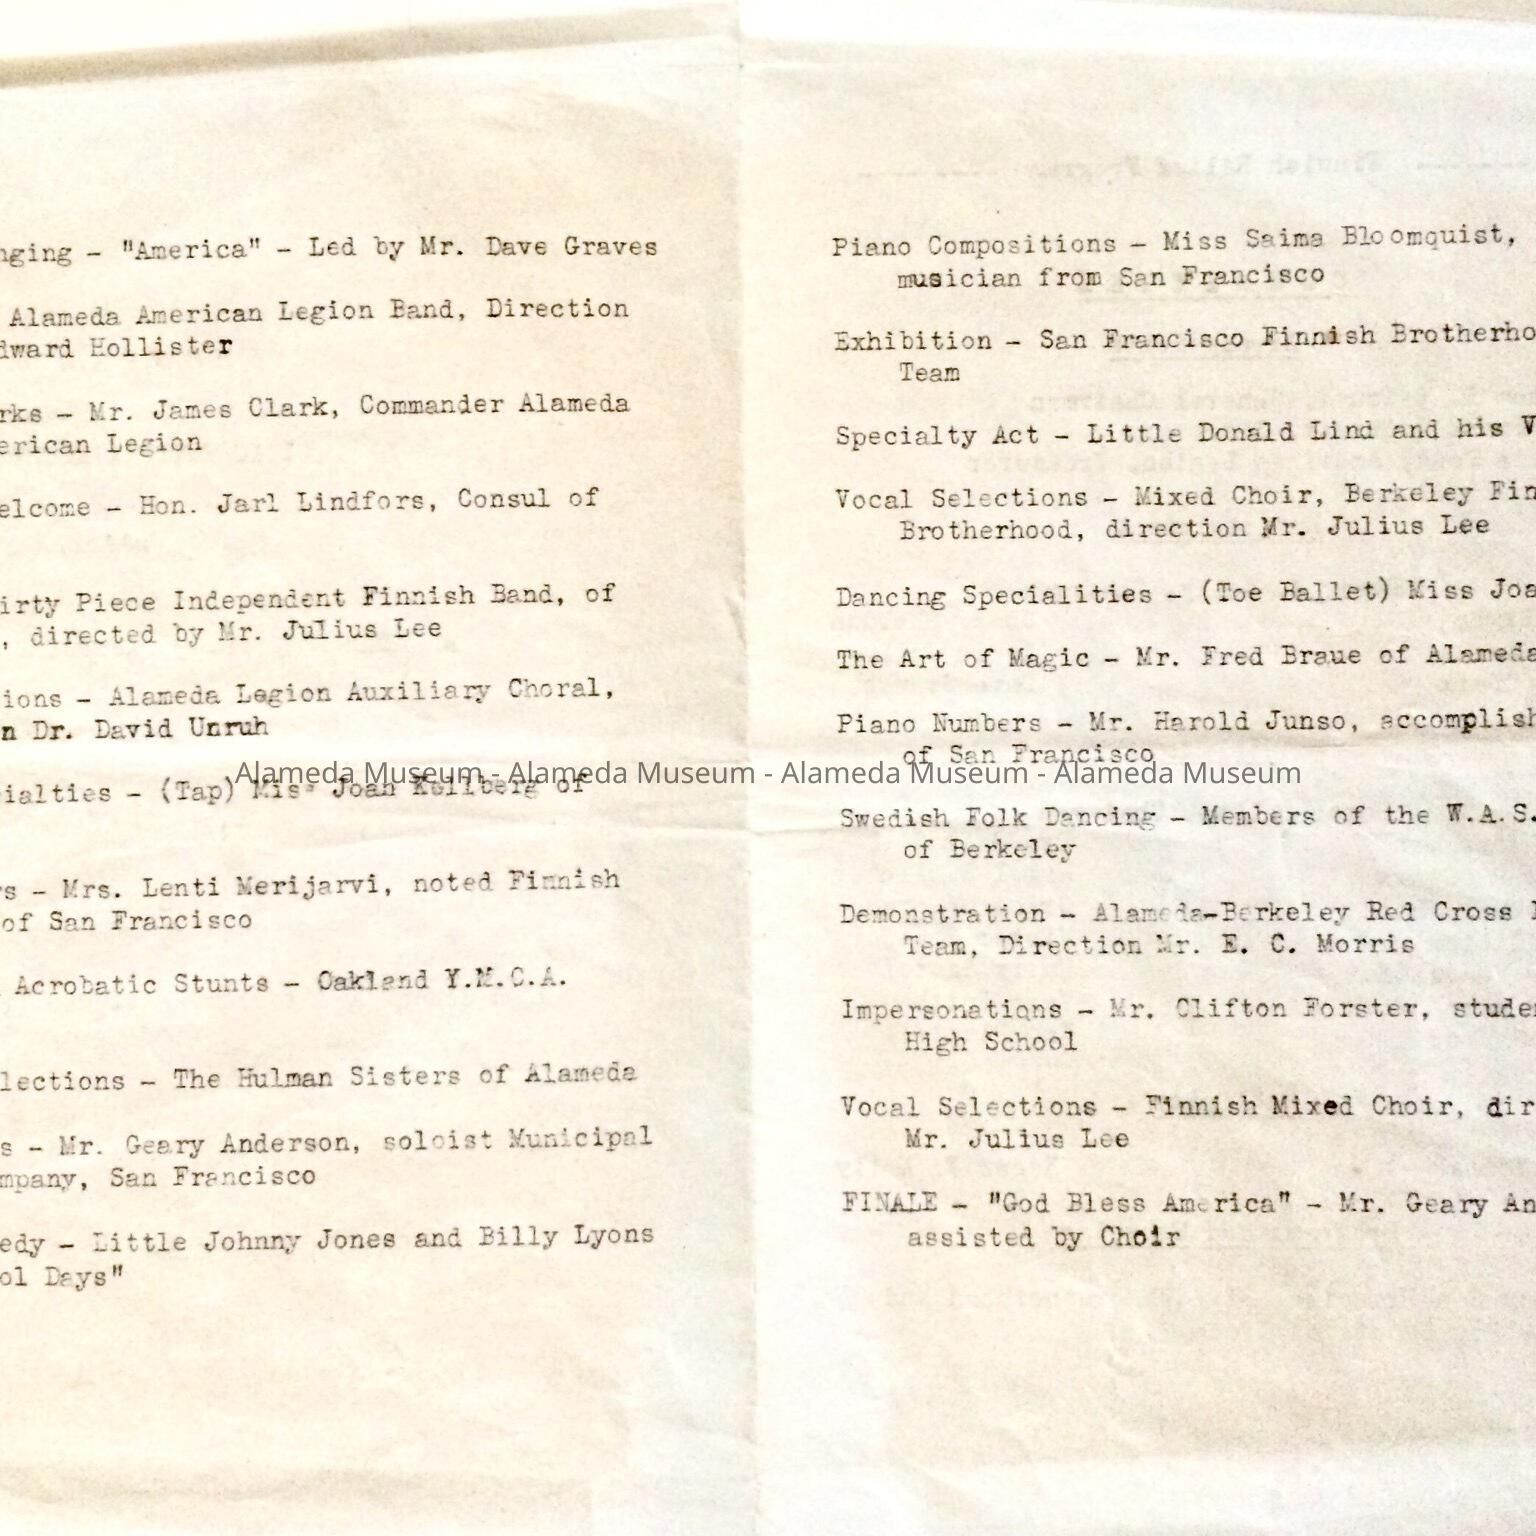 nging - "America" - Led by Mr. Dave Graves
Alameda American Legion Band, Direction
dward Hollister
rks - Mr. James Clark, Commander Alameda
erican Legion
elcome - Hon. Jarl Lindfors, Consul of
irty Piece Independent Finnish Band, of
, directed by Mr. Julius Lee
ions - Alameda Legion Auxiliary Choral,
n Dr. David Unruh
ialties - (Tap) Miss Joan Kullberg of
rs - Mrs. Lenti Merijarvi, noted Finnish
of San Francisco
Acrobatic Stunts - Oakland Y.M.C.A.
lections - The Hulman Sisters of Alameda
s - Mr. Geary Anderson, soloist Municipal
mpany, San Francisco
edy - Little Johnny Jones and Billy Lyons
ol Days"
Piano Compositions - Miss Saima Bloomquist,
musician from San Francisco
Exhibition - San Francisco Finnish Brotherho
Team
Specialty Act - Little Donald Lind and his V
Vocal Selections - Mixed Choir, Berkeley Fin
Brotherhood, direction Mr. Julius Lee
Dancing Specialities - (Toe Ballet) Miss Joa
The Art of Magic - Mr. Fred Braue of Alameda
Piano Numbers - Mr. Harold Junso, accomplish
of San Francisco
Swedish Folk Dancing - Members of the W.A.S.
of Berkeley
Demonstration - Alameda-Berkeley Red Cross
Team, Direction Mr. E. C. Morris
Impersonations - Mr. Clifton Forster, studen
High School
Vocal Selections - Finnish Mixed Choir, dir
Mr. Julius Lee
FINALE - "God Bless America" - Mr. Geary An
assisted by Choir
Alameda Museum - Alameda Museum - Alameda Museum - Alameda Museum